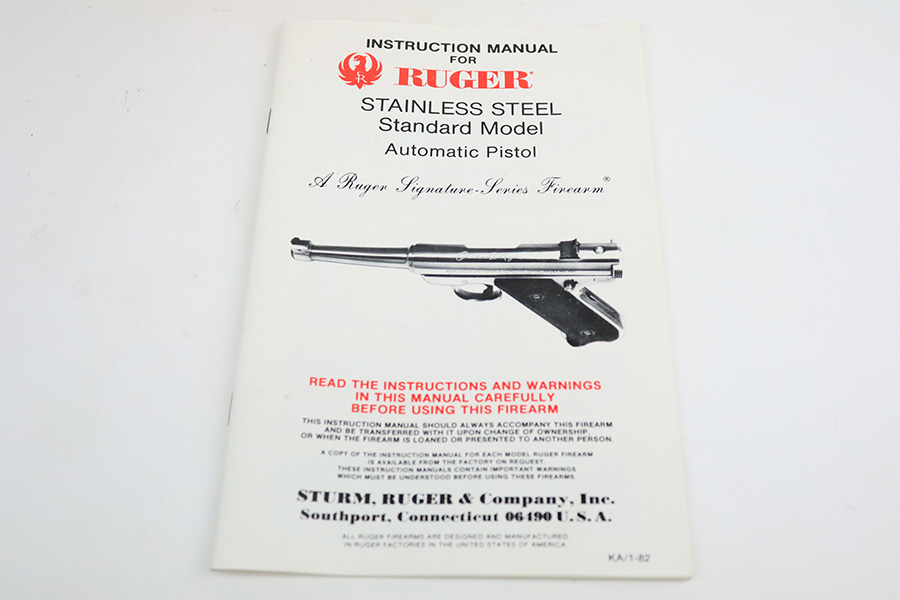 INSTRUCTION MANUAL
FOR
RUGER®
STAINLESS STEEL
Standard Model
Automatic Pistol
A Ruger Signature-Series Firearm®
READ THE INSTRUCTIONS AND WARNINGS
IN THIS MANUAL CAREFULLY
BEFORE USING THIS FIREARM
THIS INSTRUCTION MANUAL SHOULD ALWAYS ACCOMPANY THIS FIREARM
AND BE TRANSFERRED WITH IT UPON CHANGE OF OWNERSHIP,
OR WHEN THE FIREARM IS LOANED OR PRESENTED TO ANOTHER PERSON.
A COPY OF THE INSTRUCTION MANUAL FOR EACH MODEL RUGER FIREARM
IS AVAILABLE FROM THE FACTORY ON REQUEST.
THESE INSTRUCTION MANUALS CONTAIN IMPORTANT WARNINGS
WHICH MUST BE UNDERSTOOD BEFORE USING THESE FIREARMS.
STURM, RUGER & Company, Inc.
Southport, Connecticut 06490 U.S.A.
ALL RUGER FIREARMS ARE DESIGNED AND MANUFACTURED
IN RUGER FACTORIES IN THE UNITED STATES OF AMERICA
KA/1-82